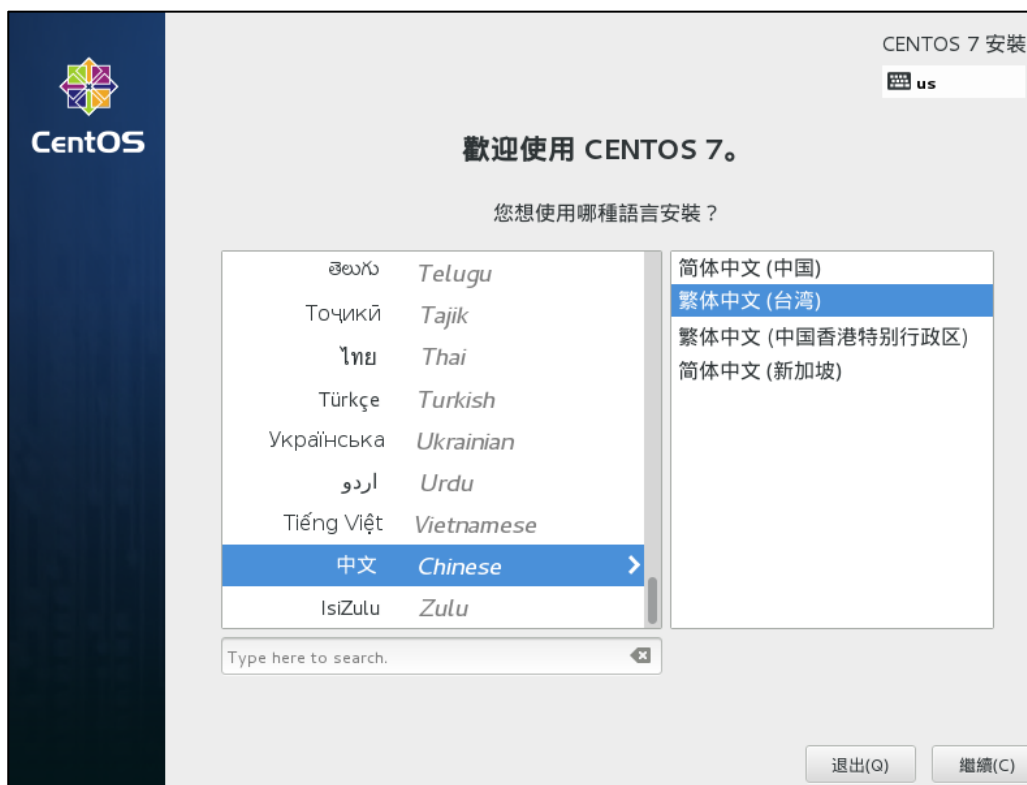 CentOS
CENTOS 7 安裝
us
歡迎使用 CENTOS 7。
您想使用哪種語言安裝？
తెలుగు Telugu
Тоҷикӣ Tajik
ไทย Thai
Türkçe Turkish
Українська Ukrainian
اردو Urdu
Tiếng Việt Vietnamese
中文 Chinese
IsiZulu Zulu
简体中文 (中国)
繁体中文 (台湾)
繁体中文 (中国香港特别行政区)
简体中文 (新加坡)
Type here to search.
退出(Q)
繼續(C)